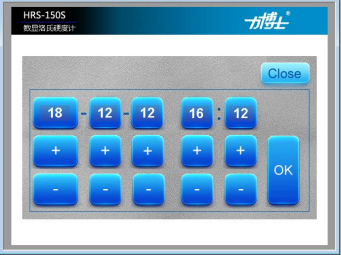 HRS-150S
数显洛氏硬度计
力博士®
Close
18 - 12 - 12 16 : 12
+ + + + +
- - - - -
OK